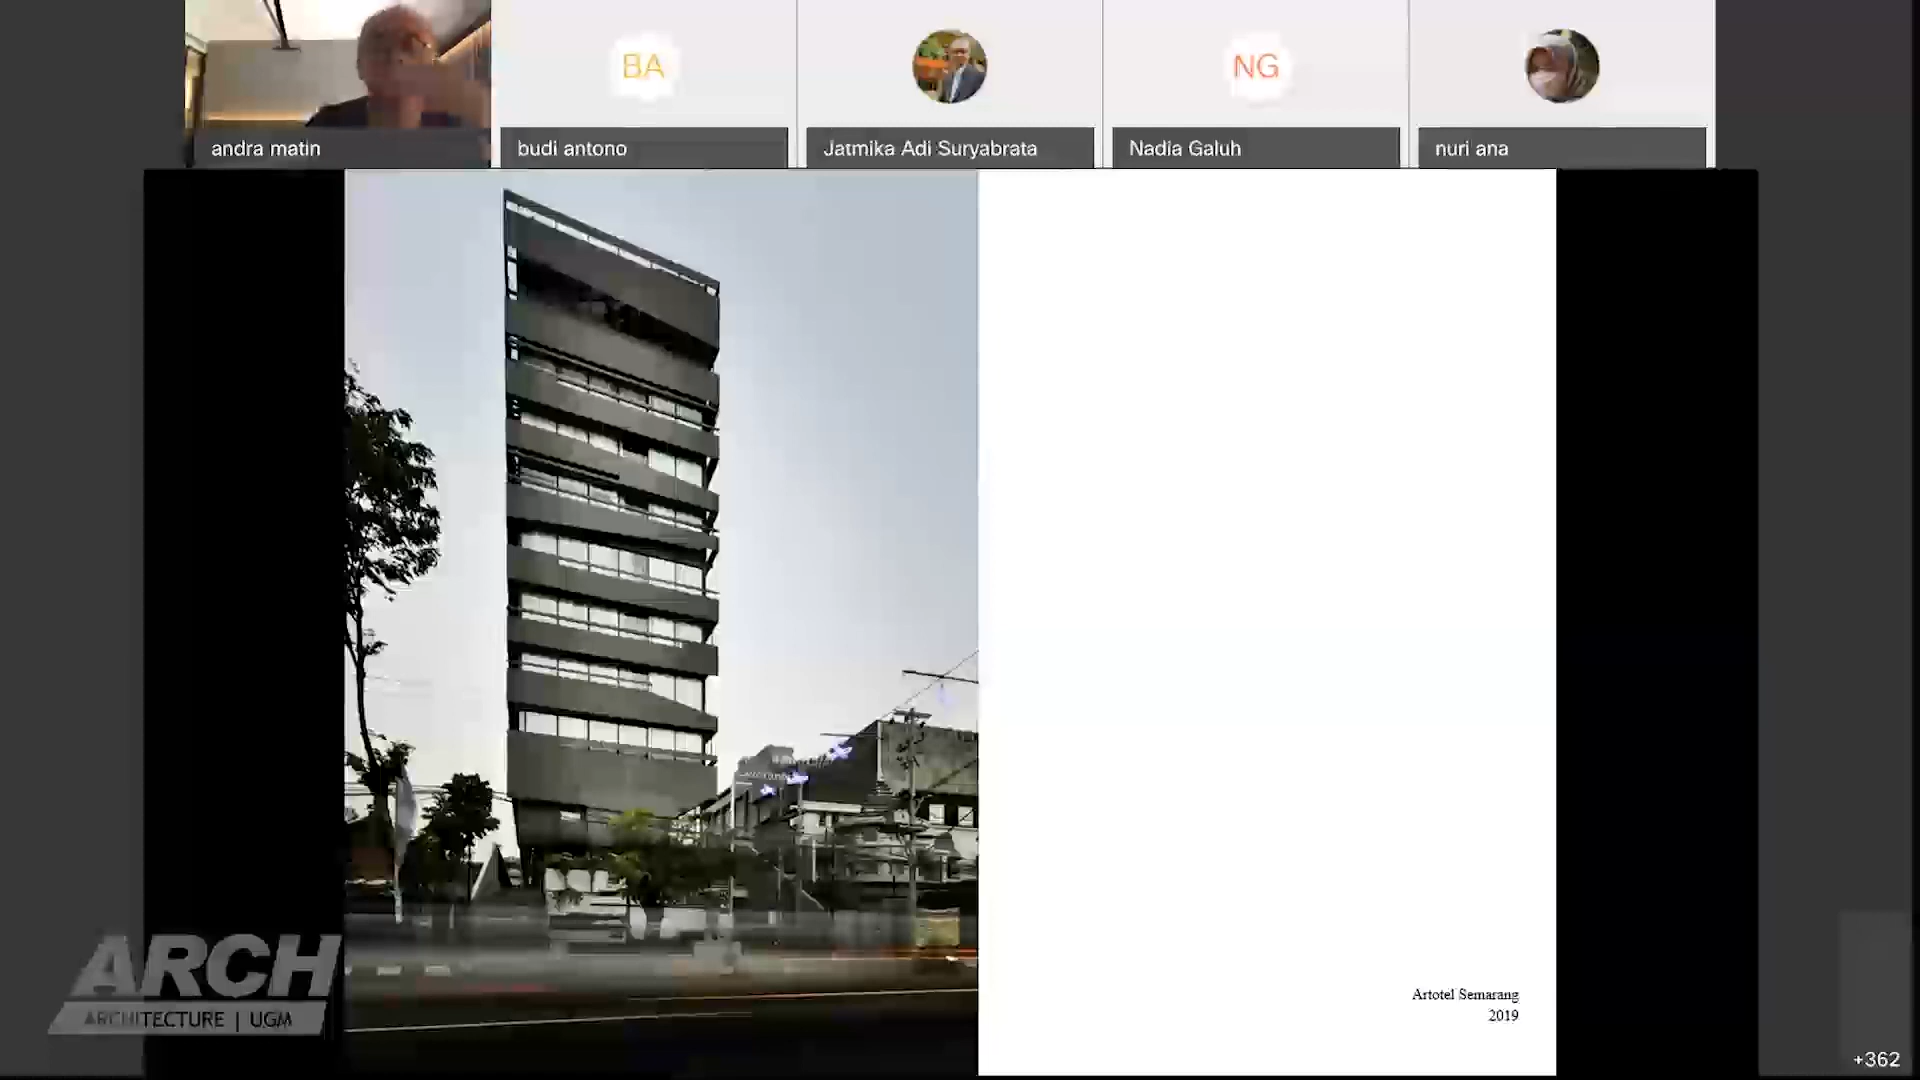 BA
NG
andra matin
budi antono
Jatmika Adi Suryabrata
Nadia Galuh
nuri ana
Artotel Semarang
2019
ARCH
ARCHITECTURE | UGM
+362